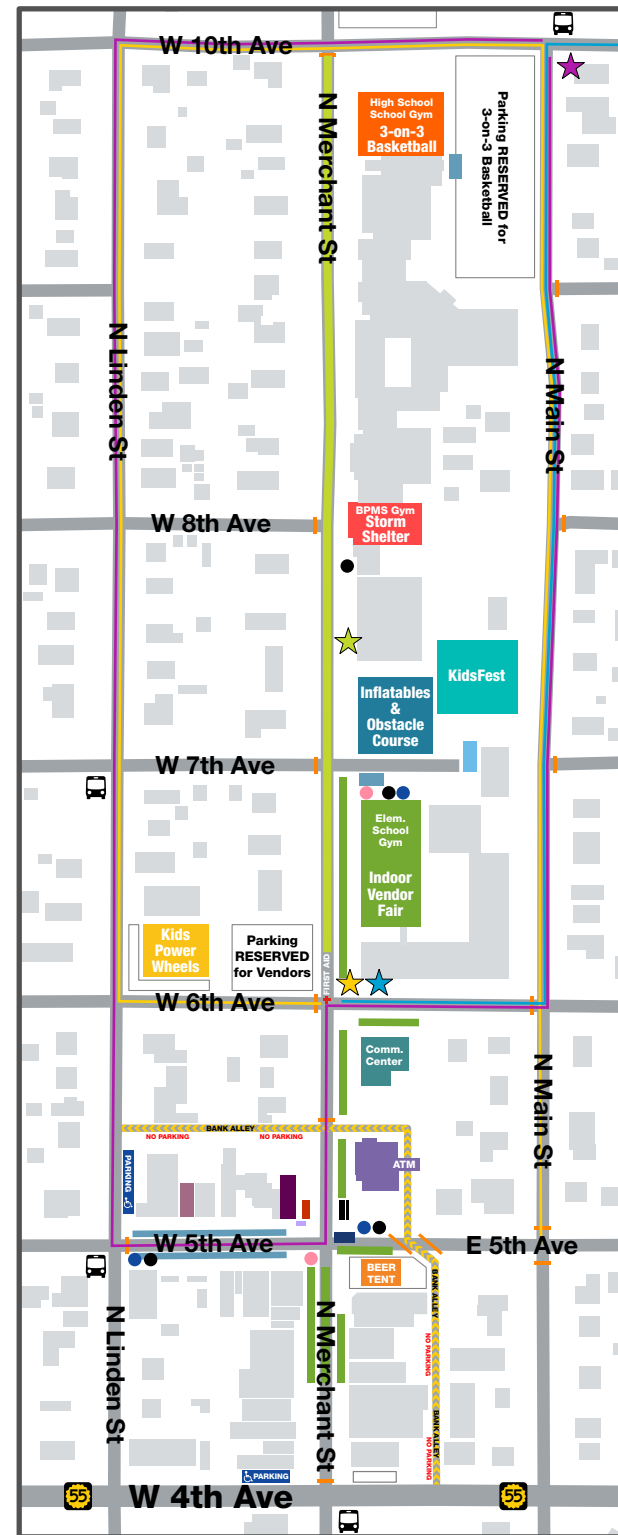 W 10th Ave
N Merchant St
High School
School Gym
3-on-3
Basketball
Parking RESERVED for
3-on-3 Basketball
N Linden St
N Main St
W 8th Ave
BPMS Gym
Storm
Shelter
KidsFest
Inflatables
&
Obstacle
Course
W 7th Ave
Elem.
School
Gym
Indoor
Vendor
Fair
Kids
Power
Wheels
Parking
RESERVED
for Vendors
FIRST AID
W 6th Ave
Comm.
Center
N Main St
BANK ALLEY
NO PARKING
NO PARKING
PARKING
ATM
W 5th Ave
E 5th Ave
BEER
TENT
BANK ALLEY
NO PARKING
N Linden St
N Merchant St
BANK ALLEY
NO PARKING
PARKING
55
W 4th Ave
55